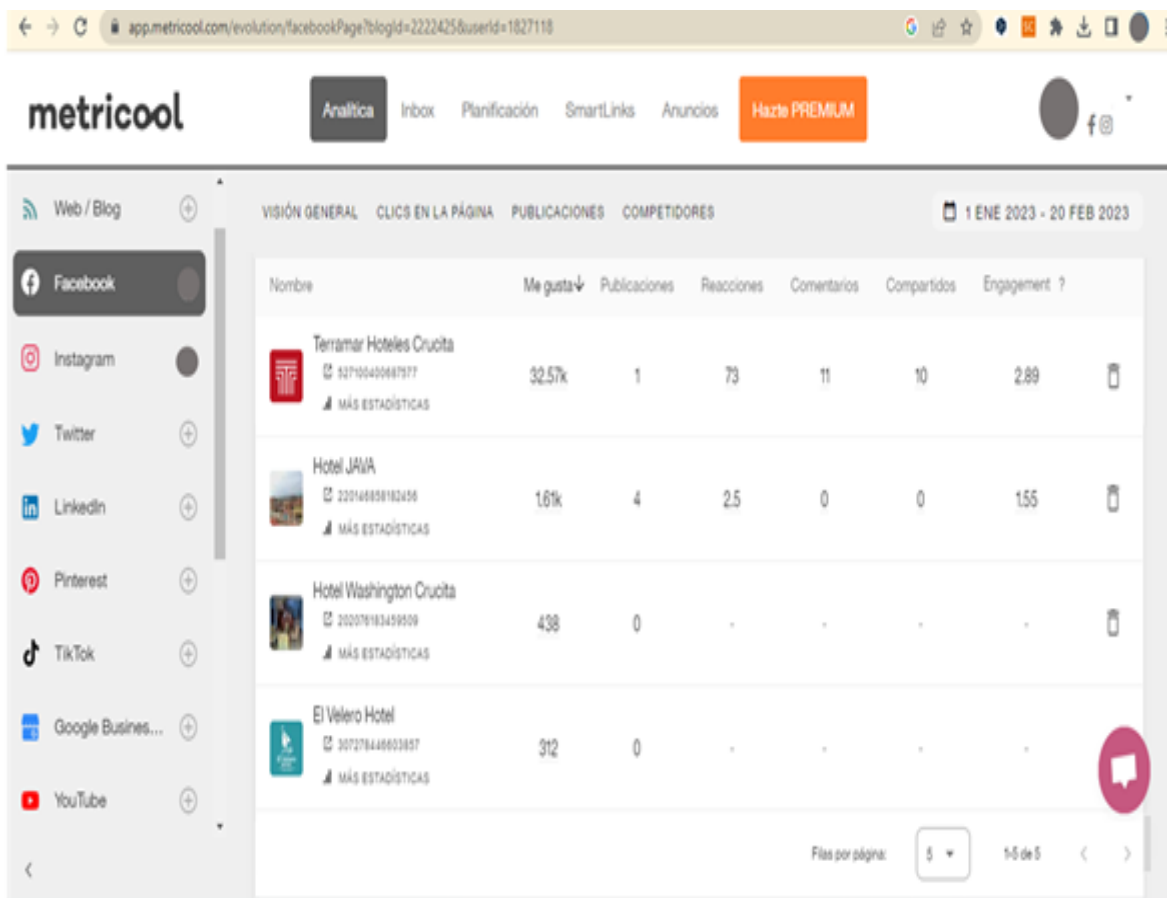 app.metricool.com/evolution/facebookPage?blogId=2222425&userId=1827118
metricool
Analítica Inbox Planificación SmartLinks Anuncios Hazte PREMIUM
Web / Blog
Facebook
Instagram
Twitter
LinkedIn
Pinterest
TikTok
Google Busines...
YouTube
VISIÓN GENERAL CLICS EN LA PÁGINA PUBLICACIONES COMPETIDORES
1 ENE 2023 - 20 FEB 2023
Nombre Me gusta Publicaciones Reacciones Comentarios Compartidos Engagement ?
Terramar Hoteles Crucita
527100400687577
MÁS ESTADÍSTICAS
32.57k 1 73 11 10 2.89
Hotel JAVA
220146858182456
MÁS ESTADÍSTICAS
1.61k 4 2.5 0 0 1.55
Hotel Washington Crucita
202076183459509
MÁS ESTADÍSTICAS
438 0 - - - -
El Velero Hotel
307278446603857
MÁS ESTADÍSTICAS
312 0 - - - -
Filas por página: 5 1-5 de 5